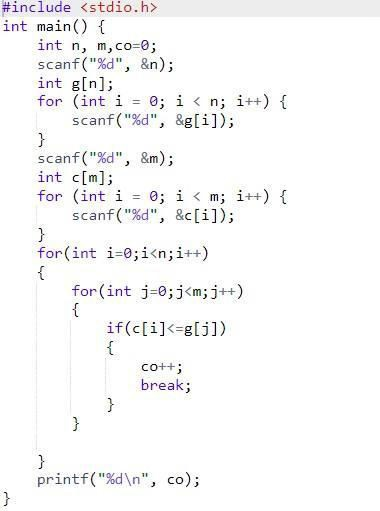 #include <stdio.h>
int main() {
    int n, m,co=0;
    scanf("%d", &n);
    int g[n];
    for (int i = 0; i < n; i++) {
        scanf("%d", &g[i]);
    }
    scanf("%d", &m);
    int c[m];
    for (int i = 0; i < m; i++) {
        scanf("%d", &c[i]);
    }
    for(int i=0;i<n;i++)
    {
        for(int j=0;j<m;j++)
        {
            if(c[i]<=g[j])
            {
                co++;
                break;
            }
        }
    }
    printf("%d\n", co);
}